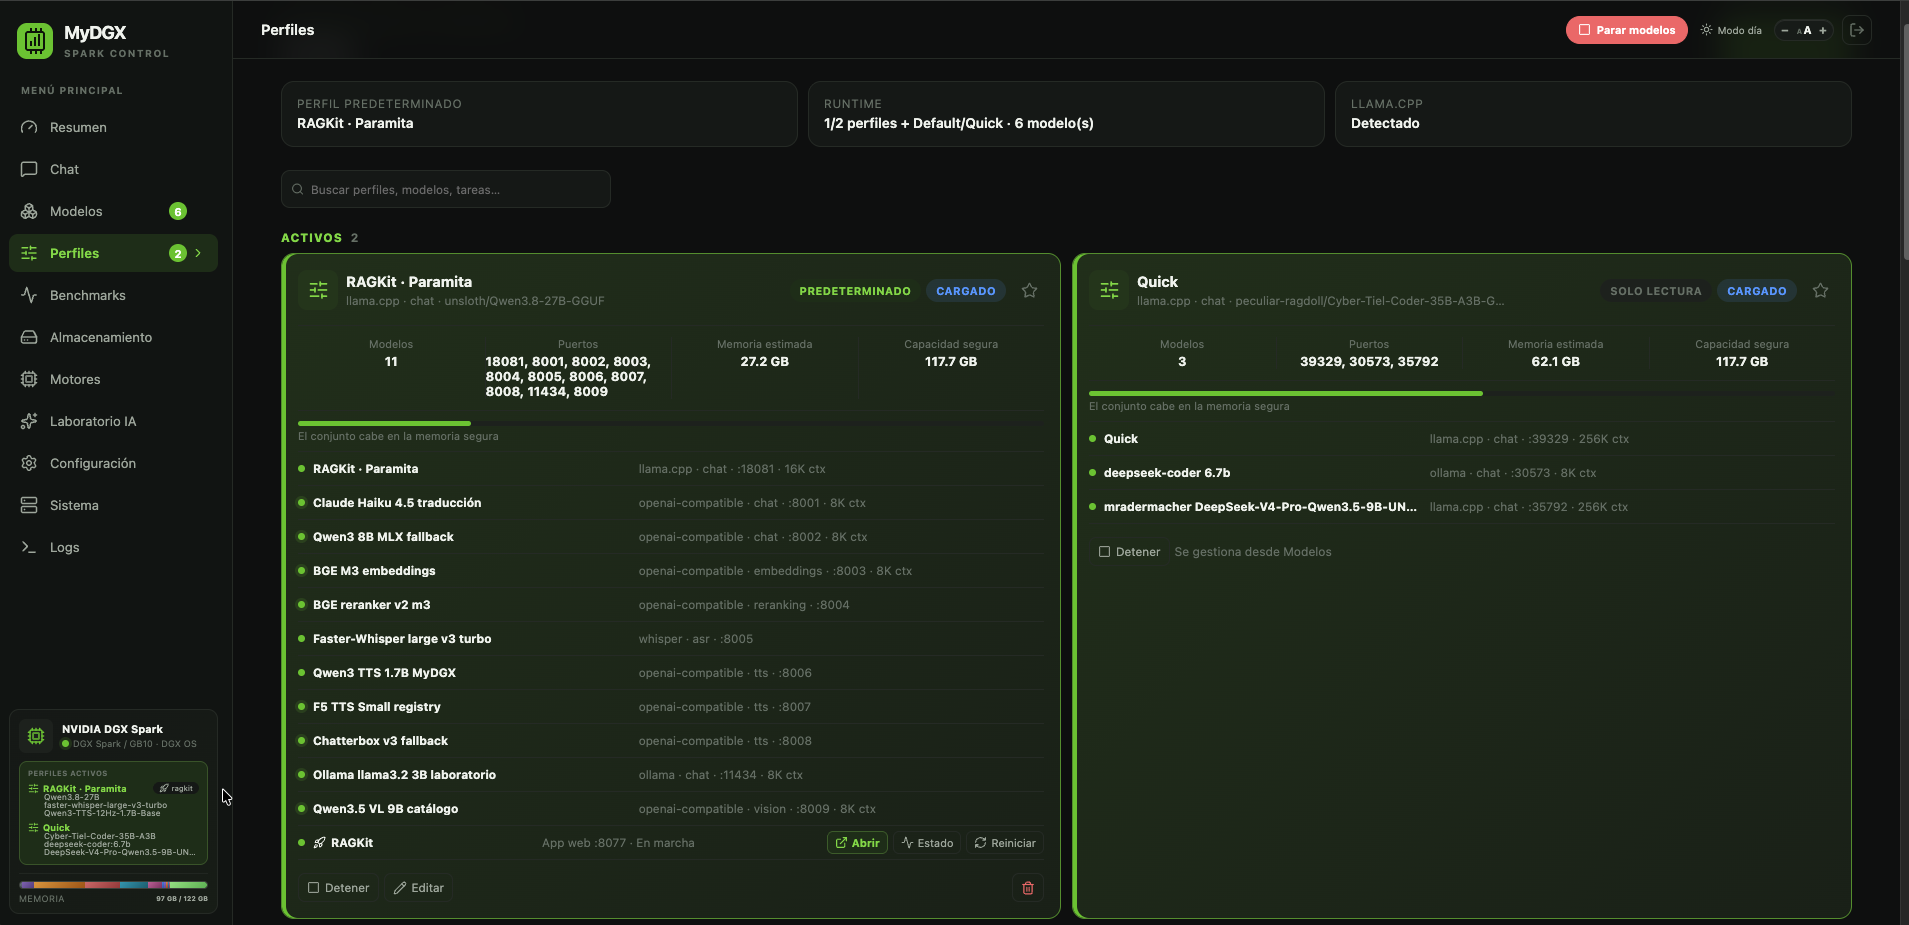 MyDGX
SPARK CONTROL
MENÚ PRINCIPAL
Resumen
Chat
Modelos 6
Perfiles 2
Benchmarks
Almacenamiento
Motores
Laboratorio IA
Configuración
Sistema
Logs
NVIDIA DGX Spark
DGX Spark / GB10 · DGX OS
PERFILES ACTIVOS
RAGKit · Paramita ragkit
Qwen3.8-27B
faster-whisper-large-v3-turbo
Qwen3-TTS-12Hz-1.7B-Base
Quick
Cyber-Tiel-Coder-35B-A3B
deepseek-coder:6.7b
DeepSeek-V4-Pro-Qwen3.5-9B-UN...
MEMORIA 97 GB / 122 GB
Perfiles
Parar modelos
Modo día
− A A +
PERFIL PREDETERMINADO
RAGKit · Paramita
RUNTIME
1/2 perfiles + Default/Quick · 6 modelo(s)
LLAMA.CPP
Detectado
Buscar perfiles, modelos, tareas...
ACTIVOS 2
RAGKit · Paramita
llama.cpp · chat · unsloth/Qwen3.8-27B-GGUF
PREDETERMINADO CARGADO
Modelos
11
Puertos
18081, 8001, 8002, 8003,
8004, 8005, 8006, 8007,
8008, 11434, 8009
Memoria estimada
27.2 GB
Capacidad segura
117.7 GB
El conjunto cabe en la memoria segura
RAGKit · Paramita llama.cpp · chat · :18081 · 16K ctx
Claude Haiku 4.5 traducción openai-compatible · chat · :8001 · 8K ctx
Qwen3 8B MLX fallback openai-compatible · chat · :8002 · 8K ctx
BGE M3 embeddings openai-compatible · embeddings · :8003 · 8K ctx
BGE reranker v2 m3 openai-compatible · reranking · :8004
Faster-Whisper large v3 turbo whisper · asr · :8005
Qwen3 TTS 1.7B MyDGX openai-compatible · tts · :8006
F5 TTS Small registry openai-compatible · tts · :8007
Chatterbox v3 fallback openai-compatible · tts · :8008
Ollama llama3.2 3B laboratorio ollama · chat · :11434 · 8K ctx
Qwen3.5 VL 9B catálogo openai-compatible · vision · :8009 · 8K ctx
RAGKit App web :8077 · En marcha Abrir Estado Reiniciar
Detener Editar
Quick
llama.cpp · chat · peculiar-ragdoll/Cyber-Tiel-Coder-35B-A3B-G...
SOLO LECTURA CARGADO
Modelos
3
Puertos
39329, 30573, 35792
Memoria estimada
62.1 GB
Capacidad segura
117.7 GB
El conjunto cabe en la memoria segura
Quick llama.cpp · chat · :39329 · 256K ctx
deepseek-coder 6.7b ollama · chat · :30573 · 8K ctx
mradermacher DeepSeek-V4-Pro-Qwen3.5-9B-UN... llama.cpp · chat · :35792 · 256K ctx
Detener Se gestiona desde Modelos